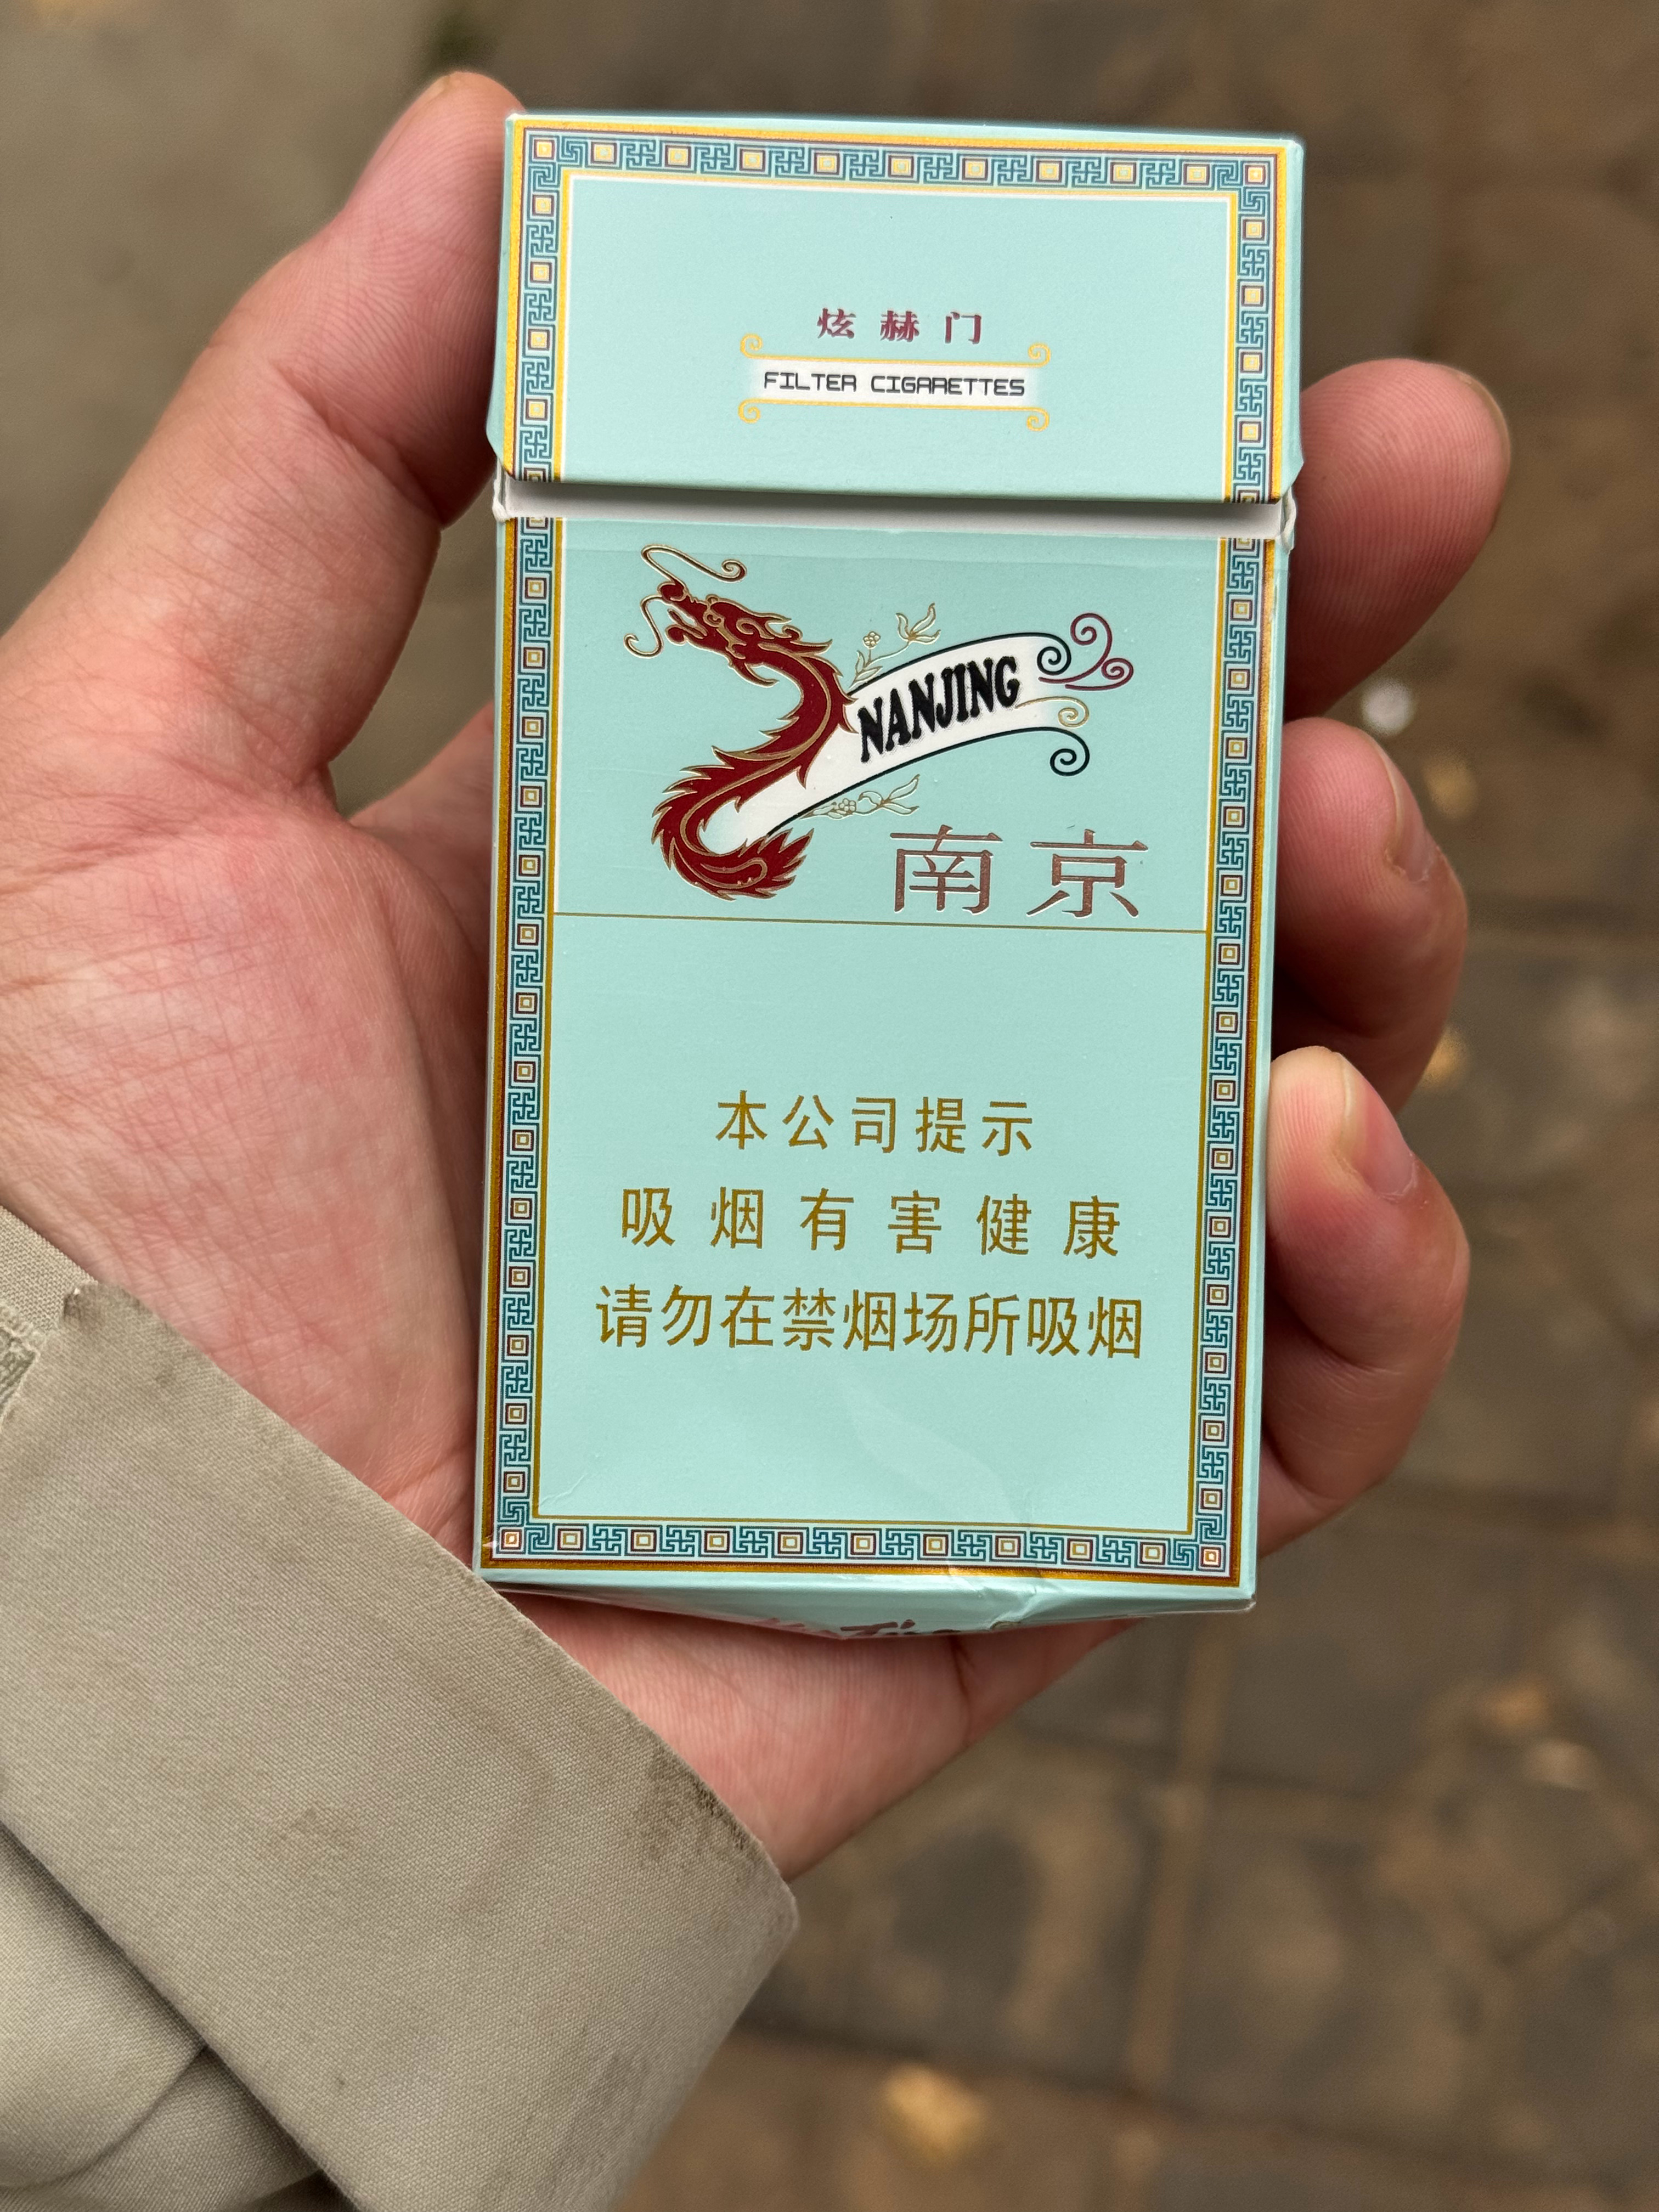 炫赫门
FILTER CIGARETTES
NANJING
南京
本公司提示
吸烟有害健康
请勿在禁烟场所吸烟